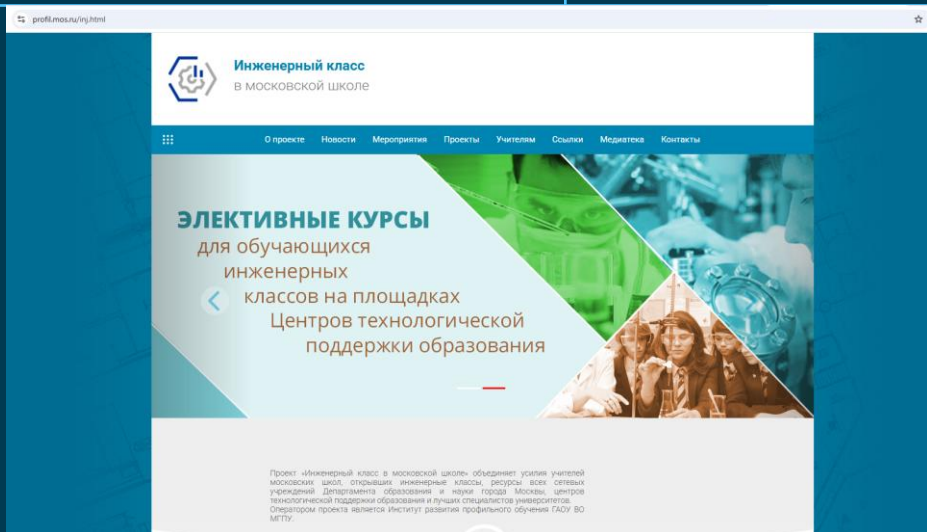 profil.mos.ru/inj.html
Инженерный класс
в московской школе
О проекте Новости Мероприятия Проекты Учителям Ссылки Медиатека Контакты
ЭЛЕКТИВНЫЕ КУРСЫ
для обучающихся
инженерных
классов на площадках
Центров технологической
поддержки образования
Проект «Инженерный класс в московской школе» объединяет усилия учителей
московских школ, открывших инженерные классы, ресурсы всех сетевых
учреждений Департамента образования и науки города Москвы, центров
технологической поддержки образования и лучших специалистов университетов.
Оператором проекта является Институт развития профильного обучения ГАОУ ВО
МГПУ.